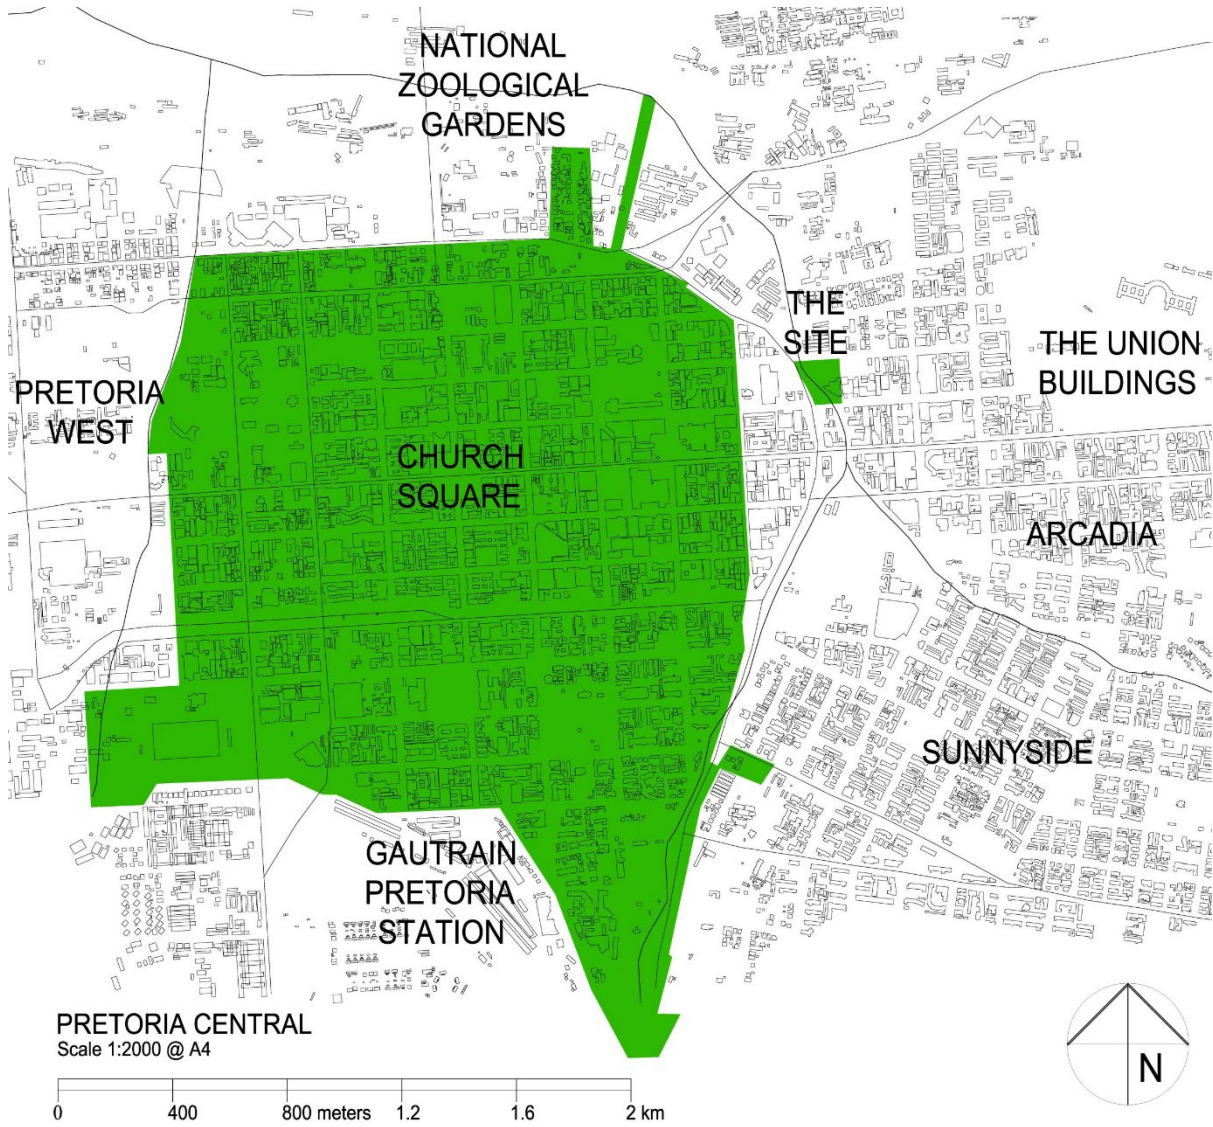 NATIONAL
ZOOLOGICAL
GARDENS
THE
SITE
THE UNION
BUILDINGS
PRETORIA
WEST
CHURCH
SQUARE
ARCADIA
SUNNYSIDE
GAUTRAIN
PRETORIA
STATION
PRETORIA CENTRAL
Scale 1:2000 @ A4
0 400 800 meters 1.2 1.6 2 km
N